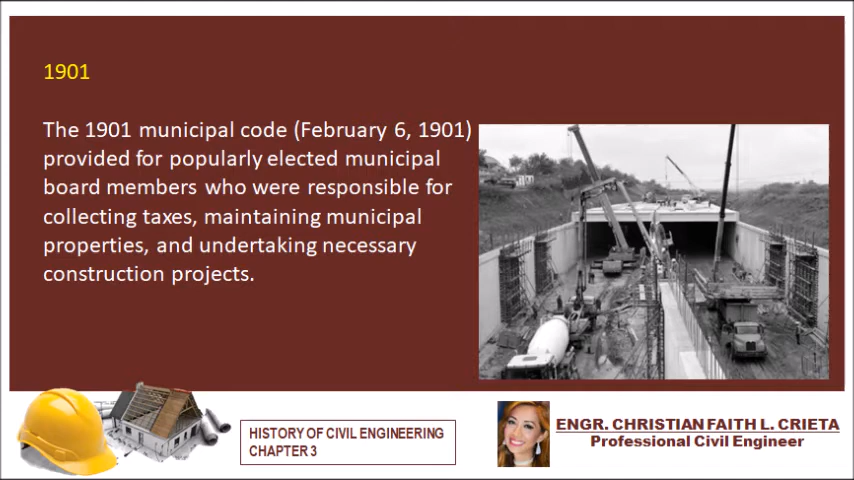 1901
The 1901 municipal code (February 6, 1901)
provided for popularly elected municipal
board members who were responsible for
collecting taxes, maintaining municipal
properties, and undertaking necessary
construction projects.
HISTORY OF CIVIL ENGINEERING
CHAPTER 3
ENGR. CHRISTIAN FAITH L. CRIETA
Professional Civil Engineer